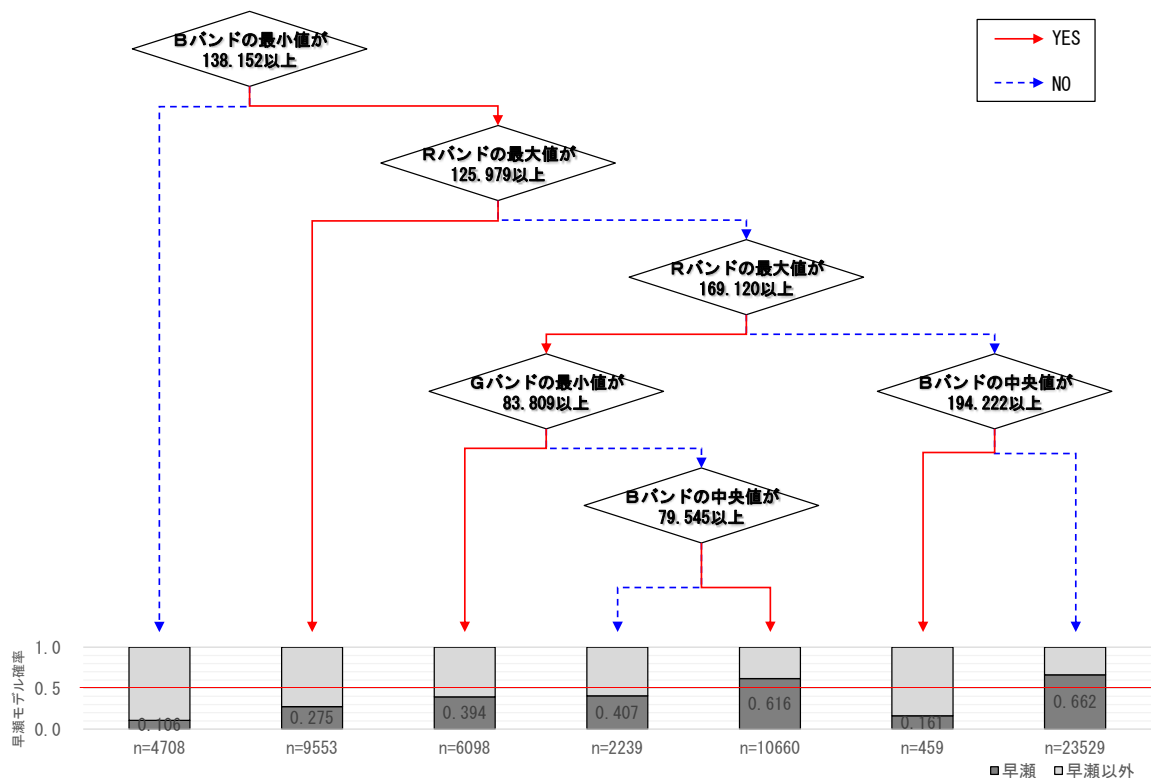 Bバンドの最小値が
138.152以上
YES
NO
Rバンドの最大値が
125.979以上
Rバンドの最大値が
169.120以上
Gバンドの最小値が
83.809以上
Bバンドの中央値が
194.222以上
Bバンドの中央値が
79.545以上
早瀬モデル確率
1.0
0.5
0.0
0.106
0.275
0.394
0.407
0.616
0.161
0.662
n=4708
n=9553
n=6098
n=2239
n=10660
n=459
n=23529
■早瀬 □早瀬以外